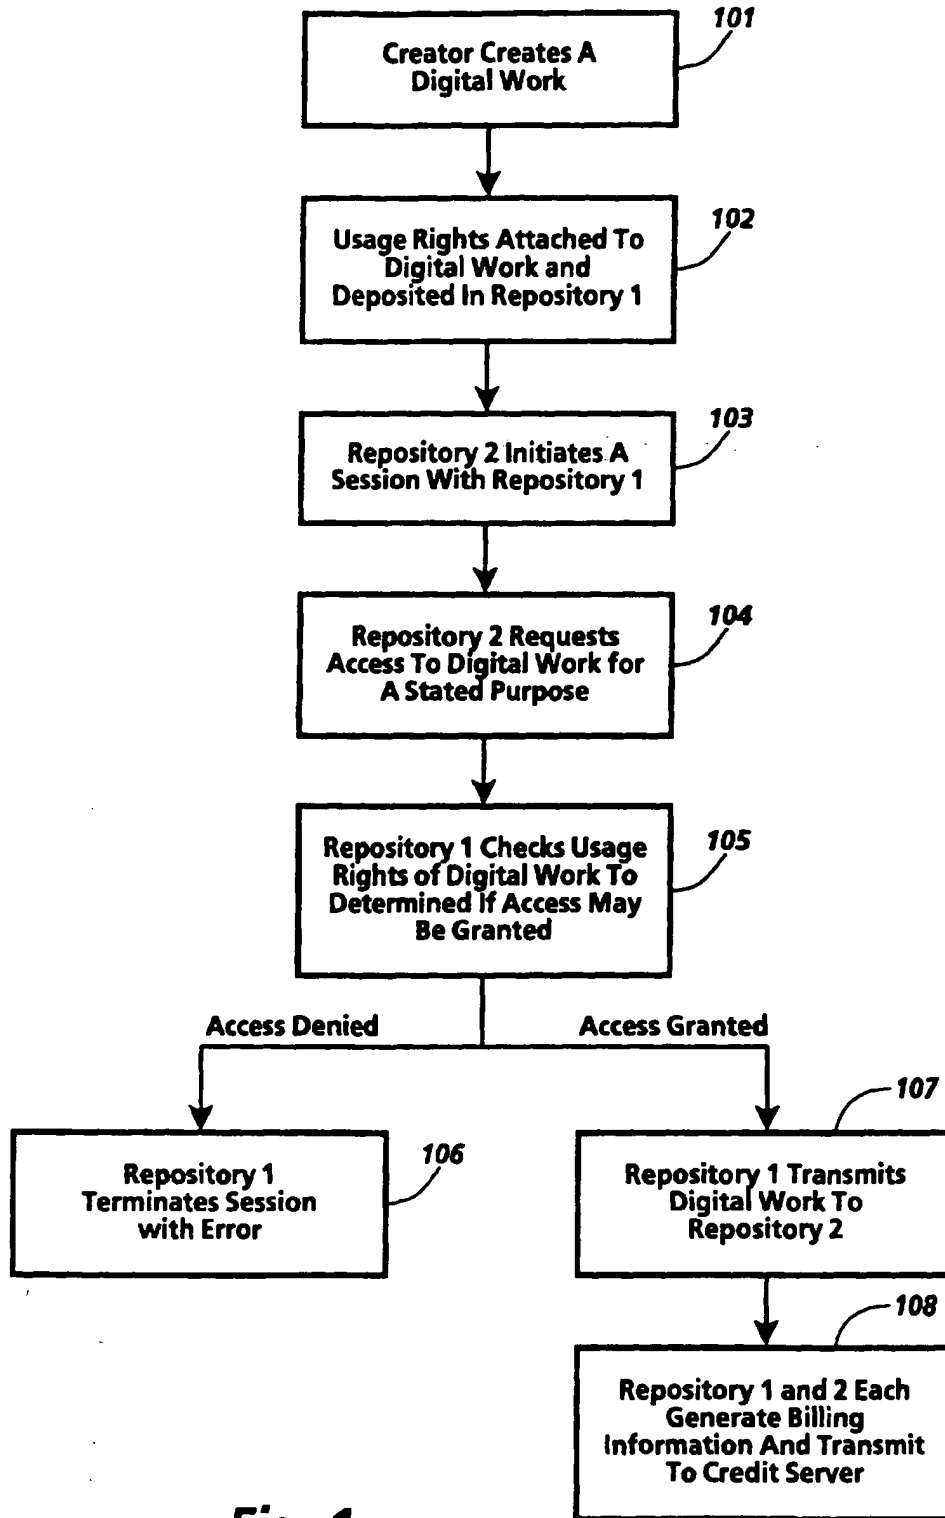 101
Creator Creates A
Digital Work
102
Usage Rights Attached To
Digital Work and
Deposited In Repository 1
103
Repository 2 Initiates A
Session With Repository 1
104
Repository 2 Requests
Access To Digital Work for
A Stated Purpose
105
Repository 1 Checks Usage
Rights of Digital Work To
Determined If Access May
Be Granted
Access Denied
Access Granted
106
Repository 1
Terminates Session
with Error
107
Repository 1 Transmits
Digital Work To
Repository 2
108
Repository 1 and 2 Each
Generate Billing
Information And Transmit
To Credit Server